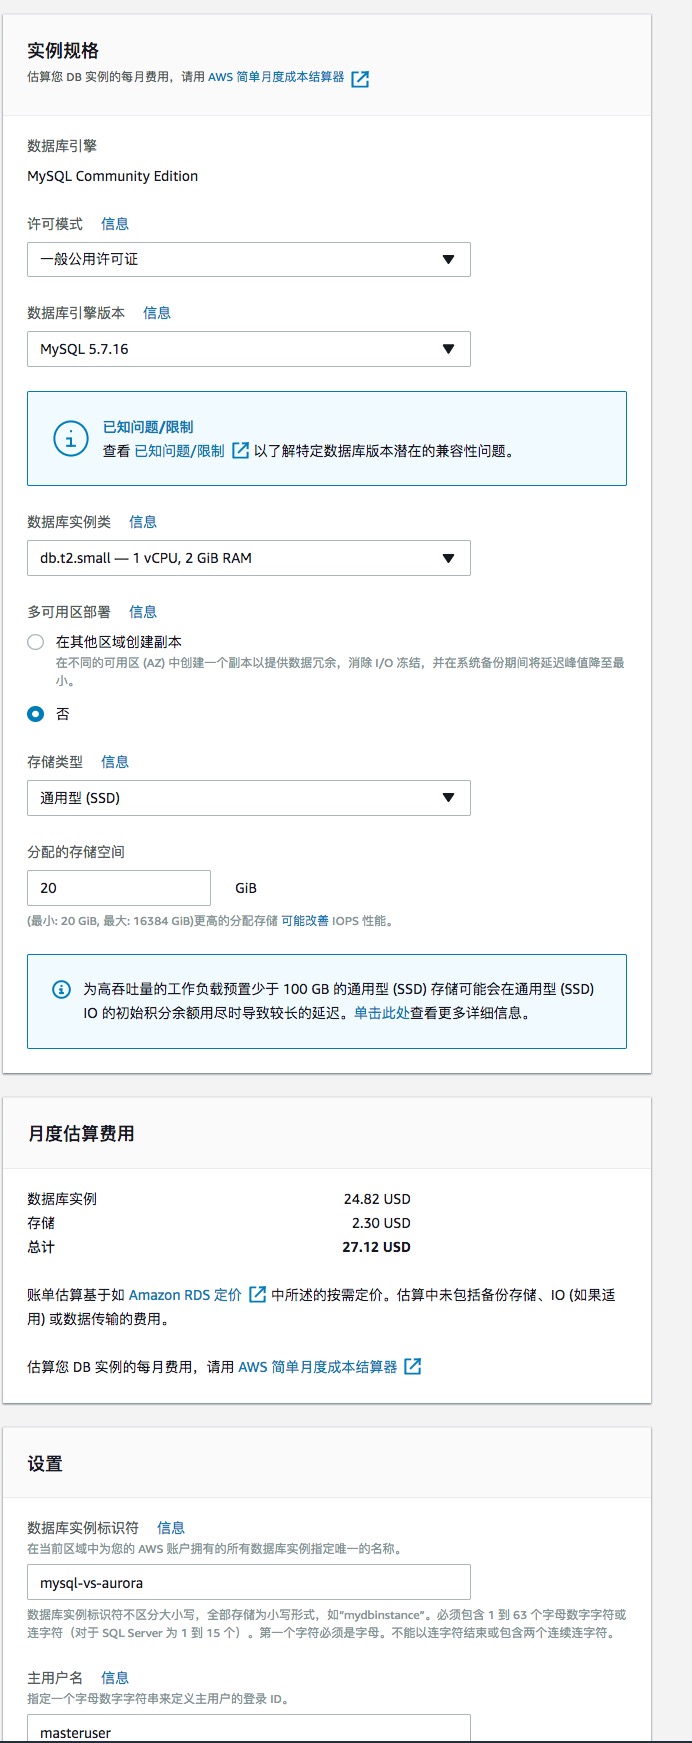 实例规格
估算您 DB 实例的每月费用，请用 AWS 简单月度成本结算器
数据库引擎
MySQL Community Edition
许可模式 信息
一般公用许可证
数据库引擎版本 信息
MySQL 5.7.16
已知问题/限制
查看 已知问题/限制 以了解特定数据库版本潜在的兼容性问题。
数据库实例类 信息
db.t2.small — 1 vCPU, 2 GiB RAM
多可用区部署 信息
在其他区域创建副本
在不同的可用区 (AZ) 中创建一个副本以提供数据冗余，消除 I/O 冻结，并在系统备份期间将延迟峰值降至最
小。
否
存储类型 信息
通用型 (SSD)
分配的存储空间
20 GiB
(最小: 20 GiB, 最大: 16384 GiB)更高的分配存储 可能改善 IOPS 性能。
为高吞吐量的工作负载预置少于 100 GB 的通用型 (SSD) 存储可能会在通用型 (SSD)
IO 的初始积分余额用尽时导致较长的延迟。单击此处查看更多详细信息。
月度估算费用
数据库实例 24.82 USD
存储 2.30 USD
总计 27.12 USD
账单估算基于如 Amazon RDS 定价 中所述的按需定价。估算中未包括备份存储、IO (如果适
用) 或数据传输的费用。
估算您 DB 实例的每月费用，请用 AWS 简单月度成本结算器
设置
数据库实例标识符 信息
在当前区域中为您的 AWS 账户拥有的所有数据库实例指定唯一的名称。
mysql-vs-aurora
数据库实例标识符不区分大小写，全部存储为小写形式，如“mydbinstance”。必须包含 1 到 63 个字母数字字符或
连字符（对于 SQL Server 为 1 到 15 个）。第一个字符必须是字母。不能以连字符结束或包含两个连续连字符。
主用户名 信息
指定一个字母数字字符串来定义主用户的登录 ID。
masteruser